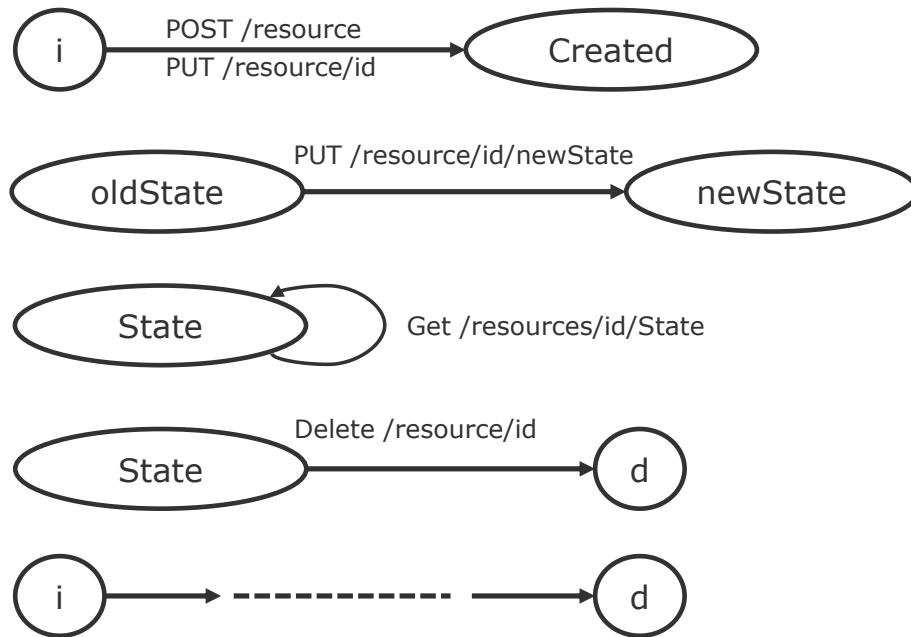 i
POST /resource
PUT /resource/id
Created
oldState
PUT /resource/id/newState
newState
State
Get /resources/id/State
State
Delete /resource/id
d
i
d